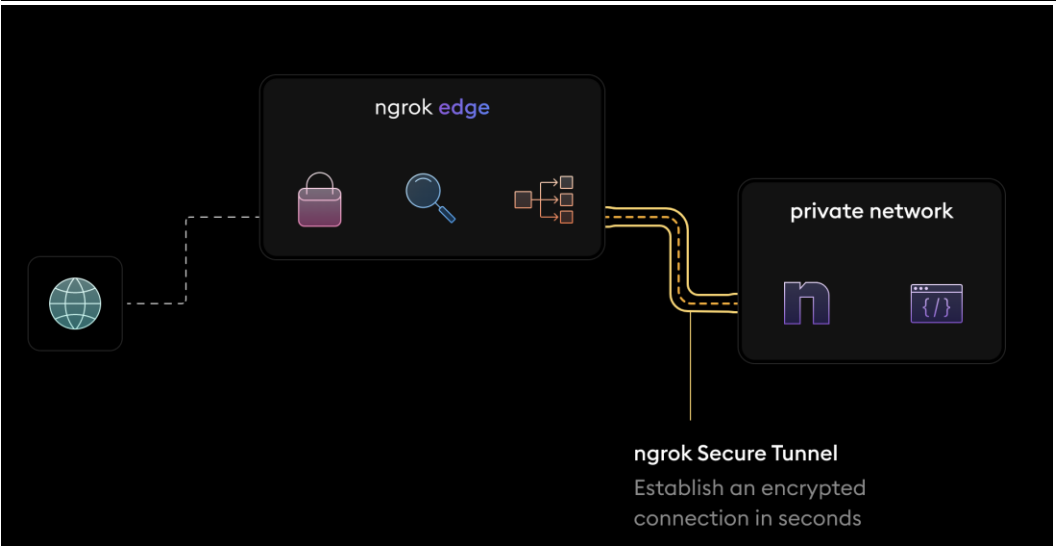 ngrok edge
private network
n
{/}
ngrok Secure Tunnel
Establish an encrypted
connection in seconds